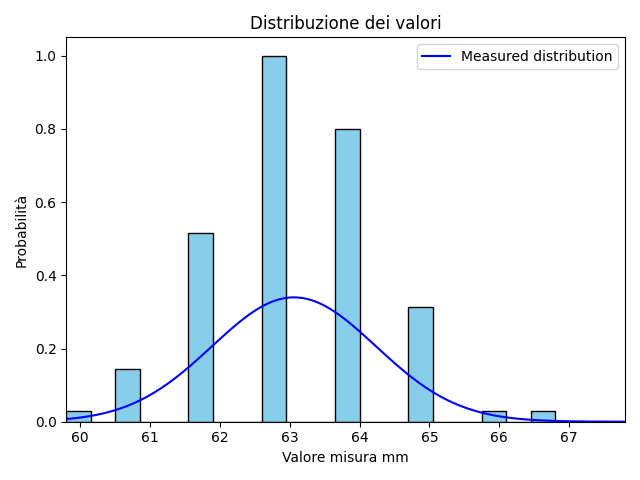 Distribuzione dei valori
Measured distribution
1.0
0.8
0.6
0.4
0.2
0.0
Probabilità
60 61 62 63 64 65 66 67
Valore misura mm